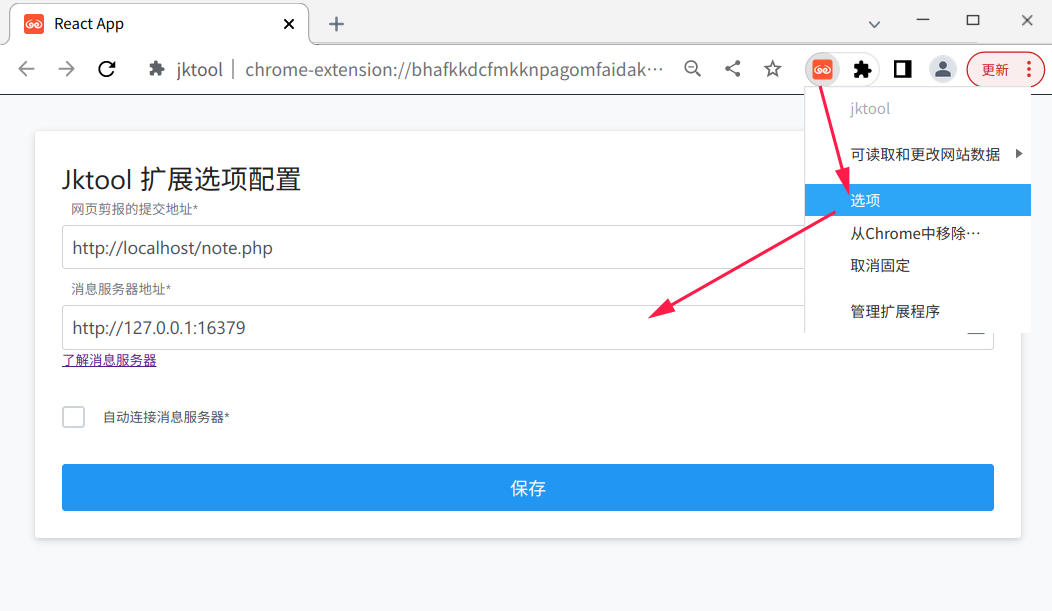 React App
jktool
chrome-extension://bhafkkdcfmkknpagomfaidak…
更新
jktool
可读取和更改网站数据
选项
从Chrome中移除…
取消固定
管理扩展程序
Jktool 扩展选项配置
网页剪报的提交地址*
http://localhost/note.php
消息服务器地址*
http://127.0.0.1:16379
了解消息服务器
自动连接消息服务器*
保存